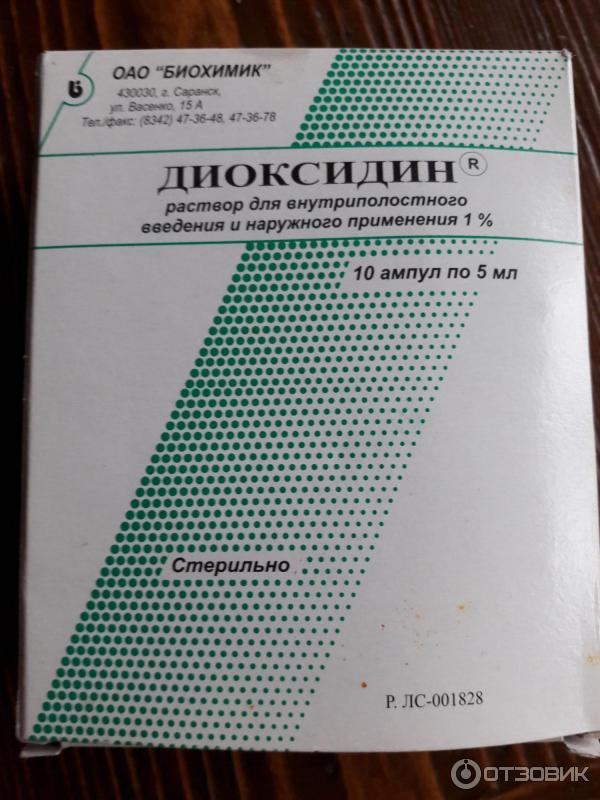 ОАО "БИОХИМИК"
430030, г. Саранск,
ул. Васенко, 15 А
Тел./факс: (8342) 47-36-48, 47-36-78
ДИОКСИДИН®
раствор для внутриполостного
введения и наружного применения 1 %
10 ампул по 5 мл
Стерильно
Р. ЛС-001828
ОТЗОВИК